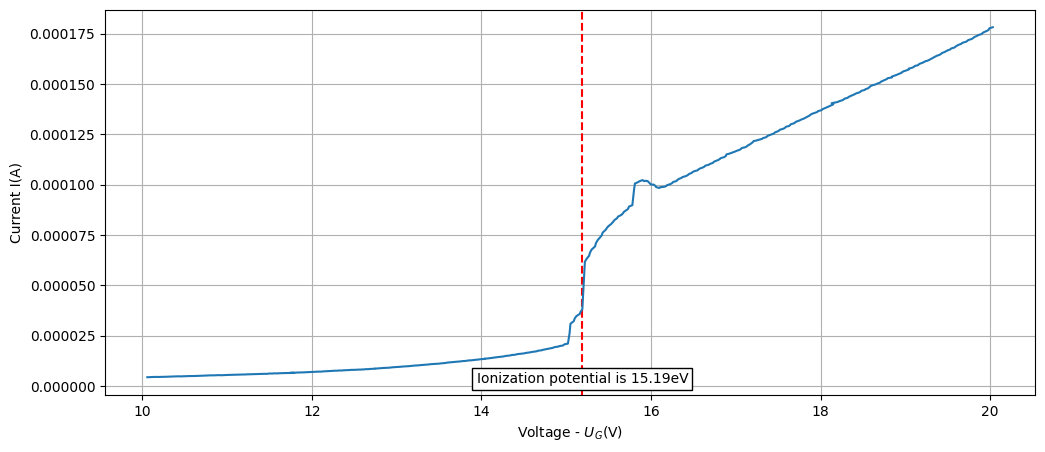 0.000175
0.000150
0.000125
0.000100
0.000075
0.000050
0.000025
0.000000
Current I(A)
Ionization potential is 15.19eV
10 12 14 16 18 20
Voltage - U_G(V)